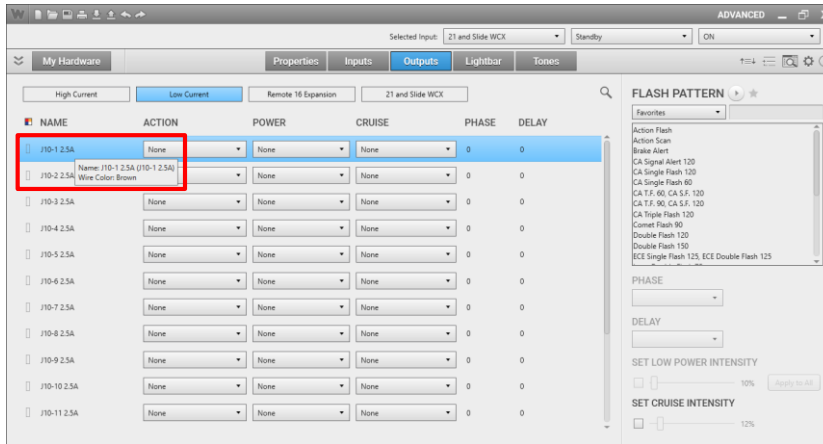 W ADVANCED
Selected Input: 21 and Slide WCX Standby ON
My Hardware Properties Inputs Outputs Lightbar Tones
High Current Low Current Remote 16 Expansion 21 and Slide WCX
NAME ACTION POWER CRUISE PHASE DELAY
J10-1 2.5A None None None 0 0
Name: J10-1 2.5A (J10-1 2.5A)
Wire Color: Brown
J10-2 2.5A None None 0 0
J10-3 2.5A None None None 0 0
J10-4 2.5A None None None 0 0
J10-5 2.5A None None None 0 0
J10-6 2.5A None None None 0 0
J10-7 2.5A None None None 0 0
J10-8 2.5A None None None 0 0
J10-9 2.5A None None None 0 0
J10-10 2.5A None None None 0 0
J10-11 2.5A None None None 0 0
FLASH PATTERN
Favorites
Action Flash
Action Scan
Brake Alert
CA Signal Alert 120
CA Single Flash 120
CA Single Flash 60
CA T.F. 60, CA S.F. 120
CA T.F. 90, CA S.F. 120
CA Triple Flash 120
Comet Flash 90
Double Flash 120
Double Flash 150
ECE Single Flash 125, ECE Double Flash 125
PHASE
DELAY
SET LOW POWER INTENSITY
10% Apply to All
SET CRUISE INTENSITY
12%